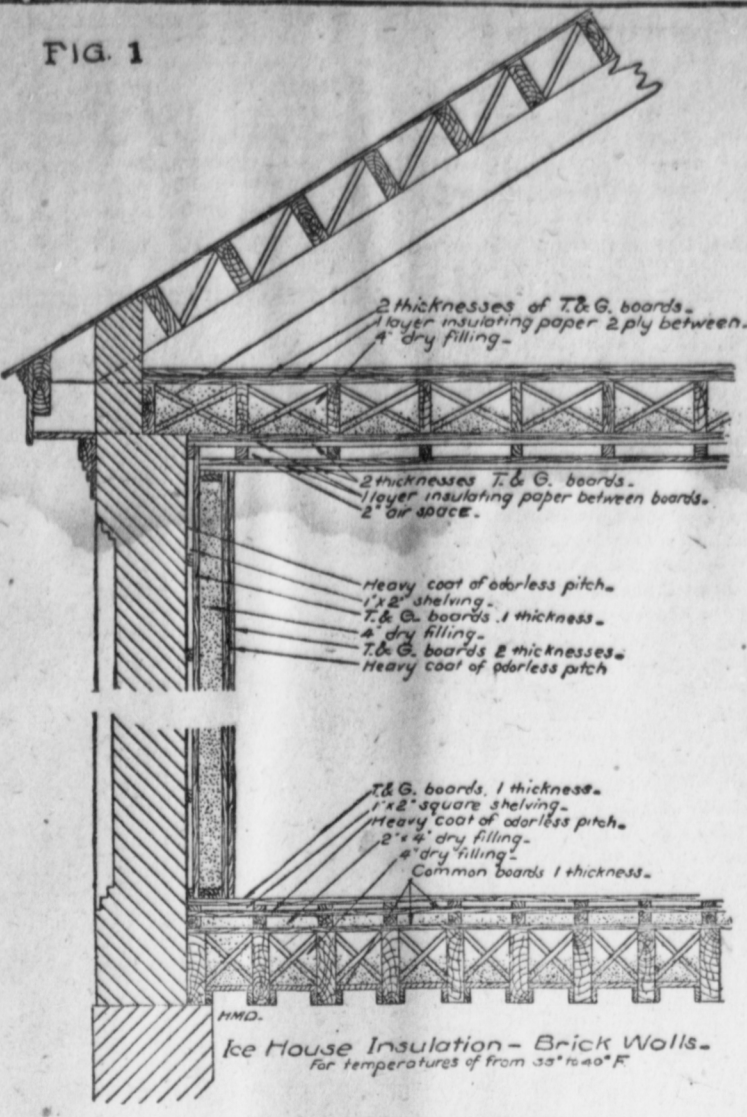 FIG. 1
2 thicknesses of T. & G. boards.
1 layer insulating paper 2 ply between.
4" dry filling.
2 thicknesses T. & G. boards.
1 layer insulating paper between boards.
2" air space.
Heavy coat of odorless pitch.
1" x 2" shelving.
T. & G. boards. 1 thickness.
4" dry filling.
T. & G. boards 2 thicknesses.
Heavy coat of odorless pitch
T. & G. boards, 1 thickness.
1" x 2" square shelving.
Heavy coat of odorless pitch.
2" x 4" dry filling.
4" dry filling.
Common boards 1 thickness.
HMD.
Ice House Insulation - Brick Walls.
For temperatures of from 35° to 40° F.